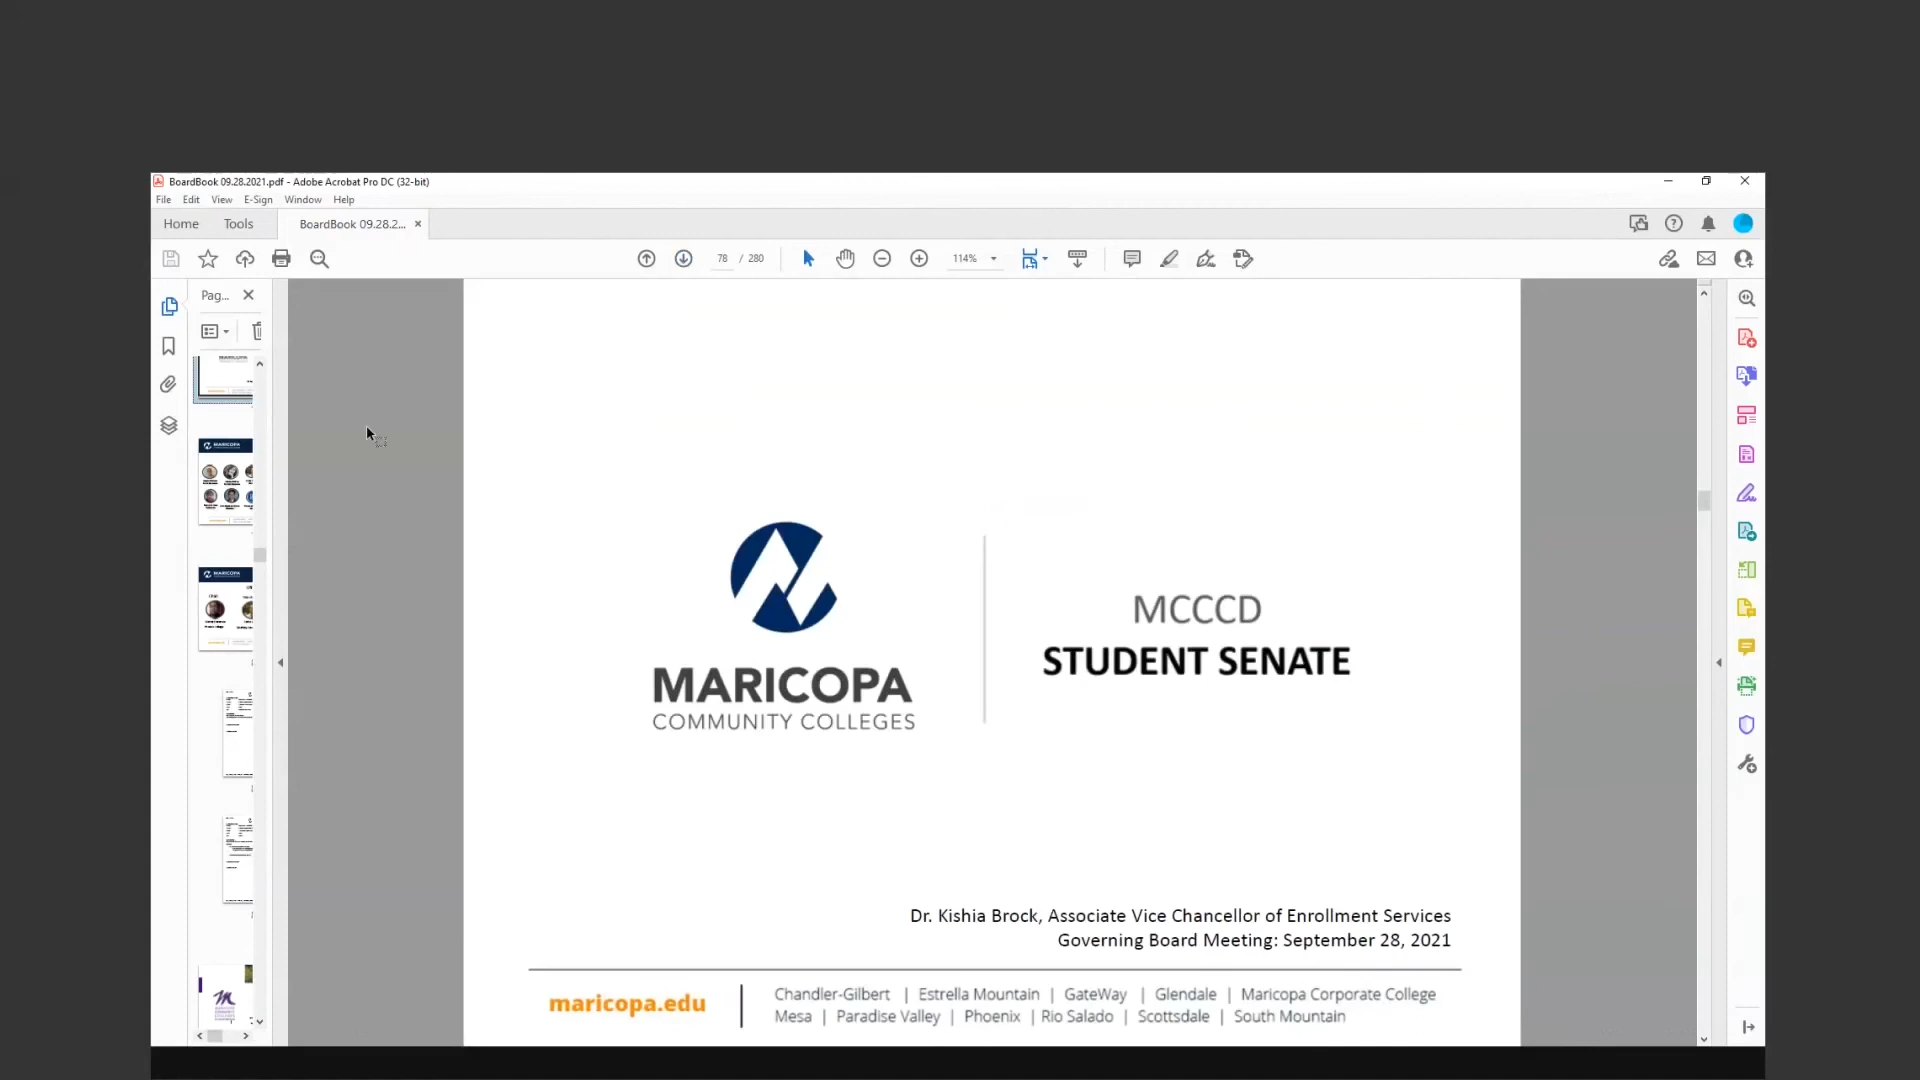 BoardBook 09.28.2021.pdf - Adobe Acrobat Pro DC (32-bit)
File Edit View E-Sign Window Help
Home Tools BoardBook 09.28.2...
78 / 280 114%
Pag...
MARICOPA
MARICOPA
MARICOPA
COMMUNITY COLLEGES
MCCCD
STUDENT SENATE
Dr. Kishia Brock, Associate Vice Chancellor of Enrollment Services
Governing Board Meeting: September 28, 2021
maricopa.edu
Chandler-Gilbert | Estrella Mountain | GateWay | Glendale | Maricopa Corporate College
Mesa | Paradise Valley | Phoenix | Rio Salado | Scottsdale | South Mountain